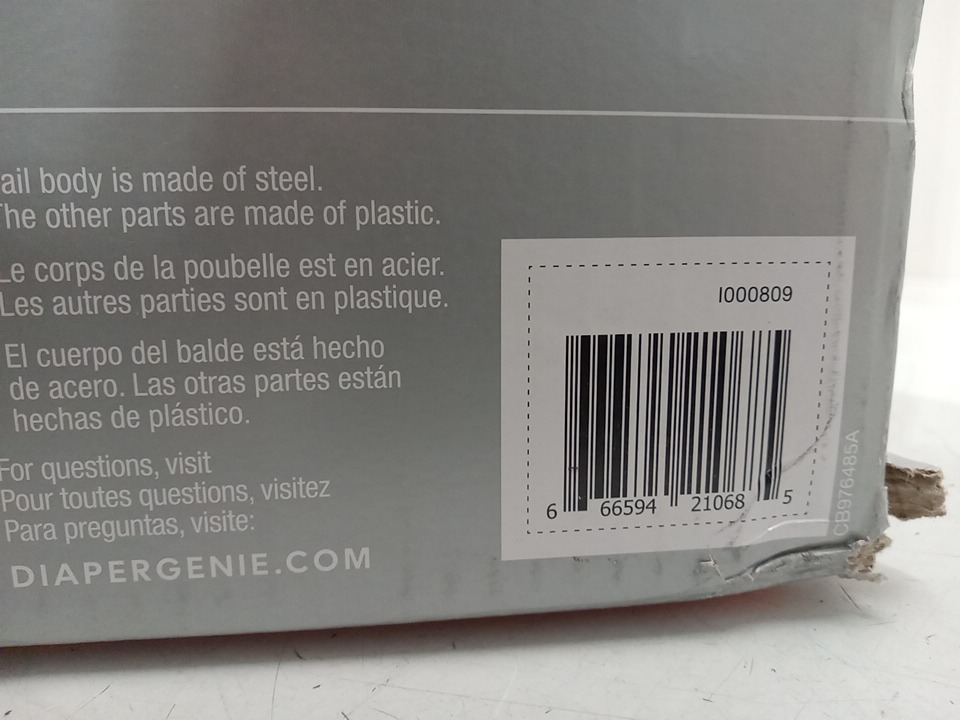 ail body is made of steel.
The other parts are made of plastic.
Le corps de la poubelle est en acier.
Les autres parties sont en plastique.
El cuerpo del balde está hecho
de acero. Las otras partes están
hechas de plástico.
For questions, visit
Pour toutes questions, visitez
Para preguntas, visite:
DIAPERGENIE.COM
I000809
6 66594 21068 5
CB976485A